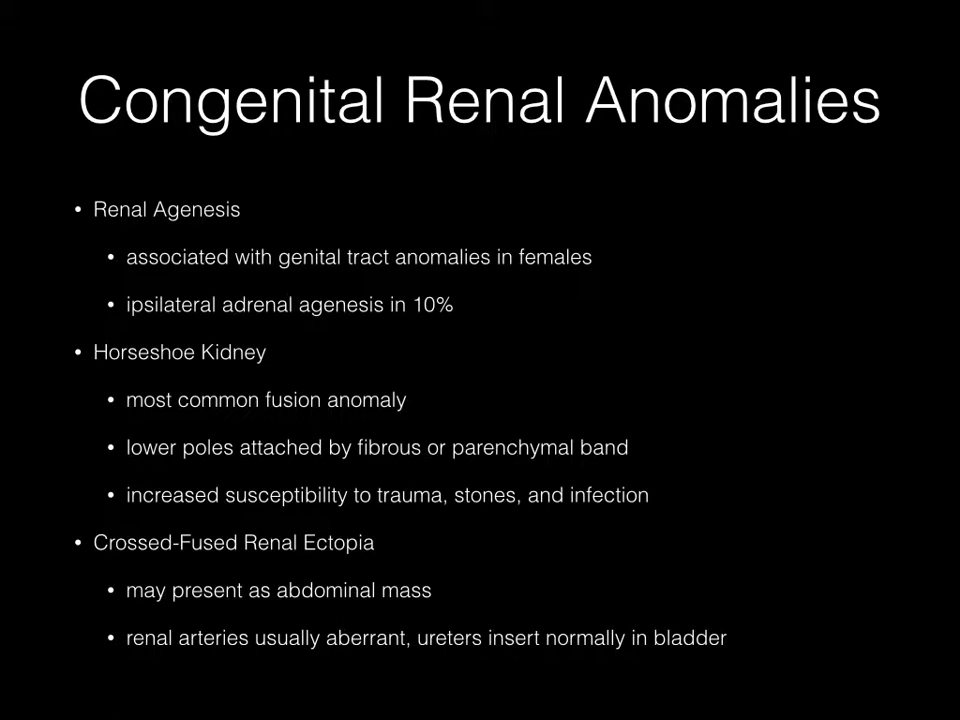 Congenital Renal Anomalies
• Renal Agenesis
• associated with genital tract anomalies in females
• ipsilateral adrenal agenesis in 10%
• Horseshoe Kidney
• most common fusion anomaly
• lower poles attached by fibrous or parenchymal band
• increased susceptibility to trauma, stones, and infection
• Crossed-Fused Renal Ectopia
• may present as abdominal mass
• renal arteries usually aberrant, ureters insert normally in bladder